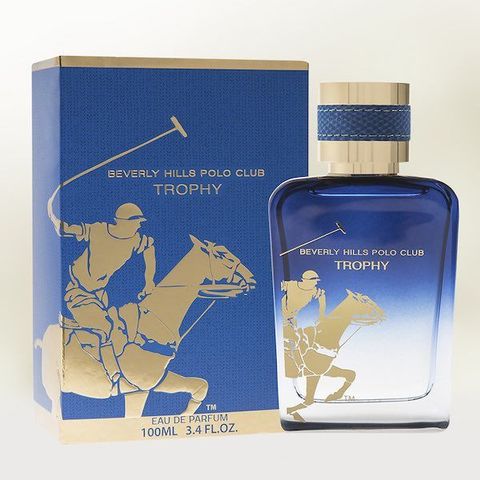 BEVERLY HILLS POLO CLUB
TROPHY
TM
EAU DE PARFUM
100ML 3.4 FL.OZ.
BEVERLY HILLS POLO CLUB
TROPHY
TM